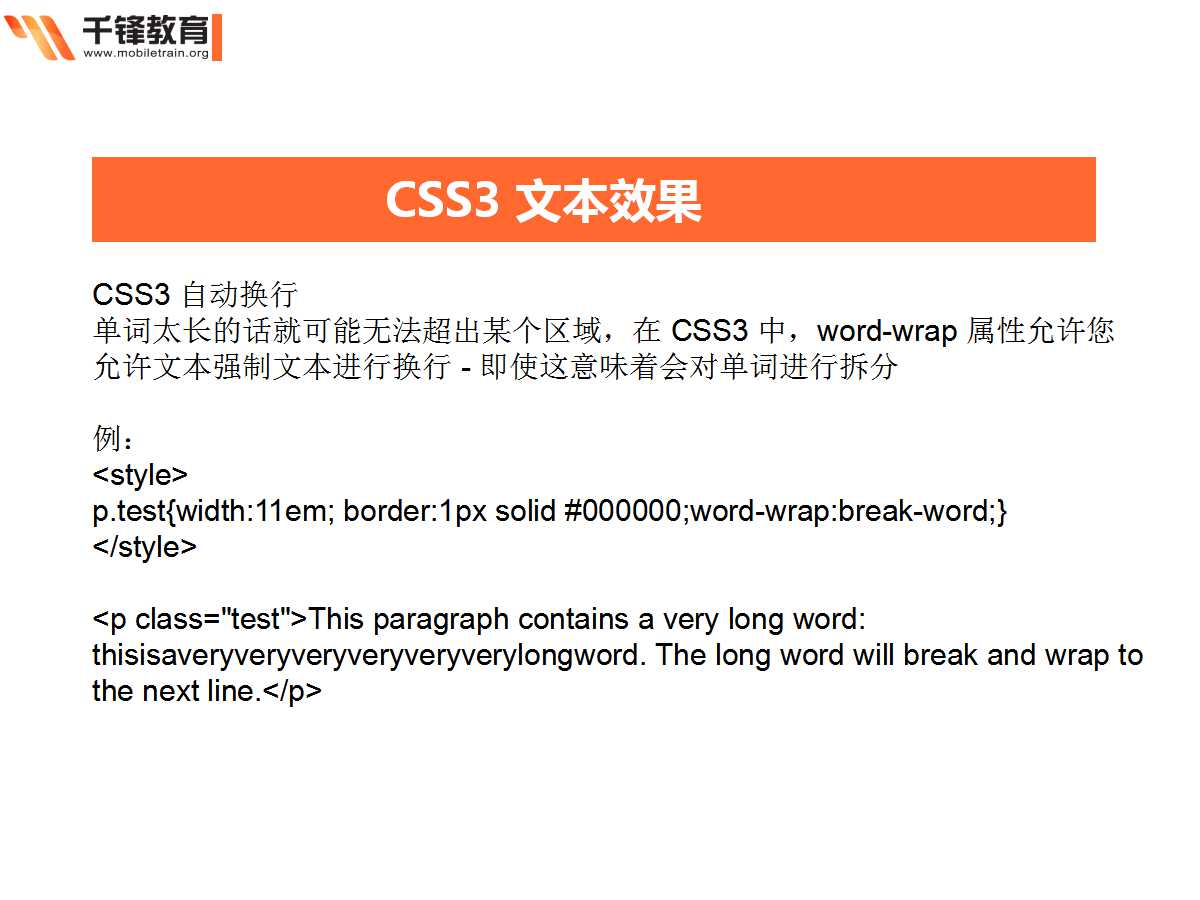 千锋教育
www.mobiletrain.org
CSS3 文本效果
CSS3 自动换行
单词太长的话就可能无法超出某个区域，在 CSS3 中，word-wrap 属性允许您
允许文本强制文本进行换行 - 即使这意味着会对单词进行拆分
例：
<style>
p.test{width:11em; border:1px solid #000000;word-wrap:break-word;}
</style>
<p class="test">This paragraph contains a very long word:
thisisaveryveryveryveryveryverylongword. The long word will break and wrap to
the next line.</p>